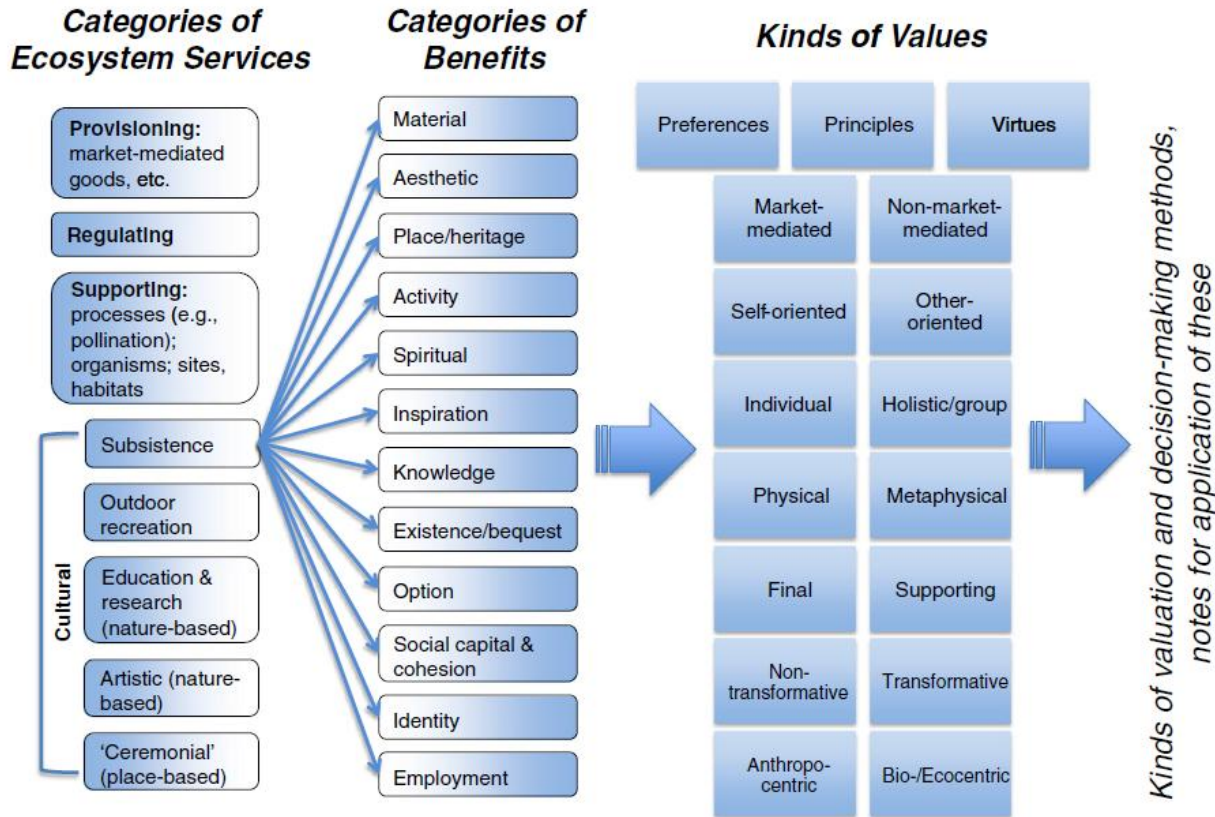 Categories of
Ecosystem Services
Provisioning:
market-mediated
goods, etc.
Regulating
Supporting:
processes (e.g.,
pollination);
organisms; sites,
habitats
Cultural
Subsistence
Outdoor
recreation
Education &
research
(nature-based)
Artistic (nature-
based)
‘Ceremonial’
(place-based)
Categories of
Benefits
Material
Aesthetic
Place/heritage
Activity
Spiritual
Inspiration
Knowledge
Existence/bequest
Option
Social capital &
cohesion
Identity
Employment
Kinds of Values
Preferences
Principles
Virtues
Market-
mediated
Non-market-
mediated
Self-oriented
Other-
oriented
Individual
Holistic/group
Physical
Metaphysical
Final
Supporting
Non-
transformative
Transformative
Anthropo-
centric
Bio-/Ecocentric
Kinds of valuation and decision-making methods,
notes for application of these